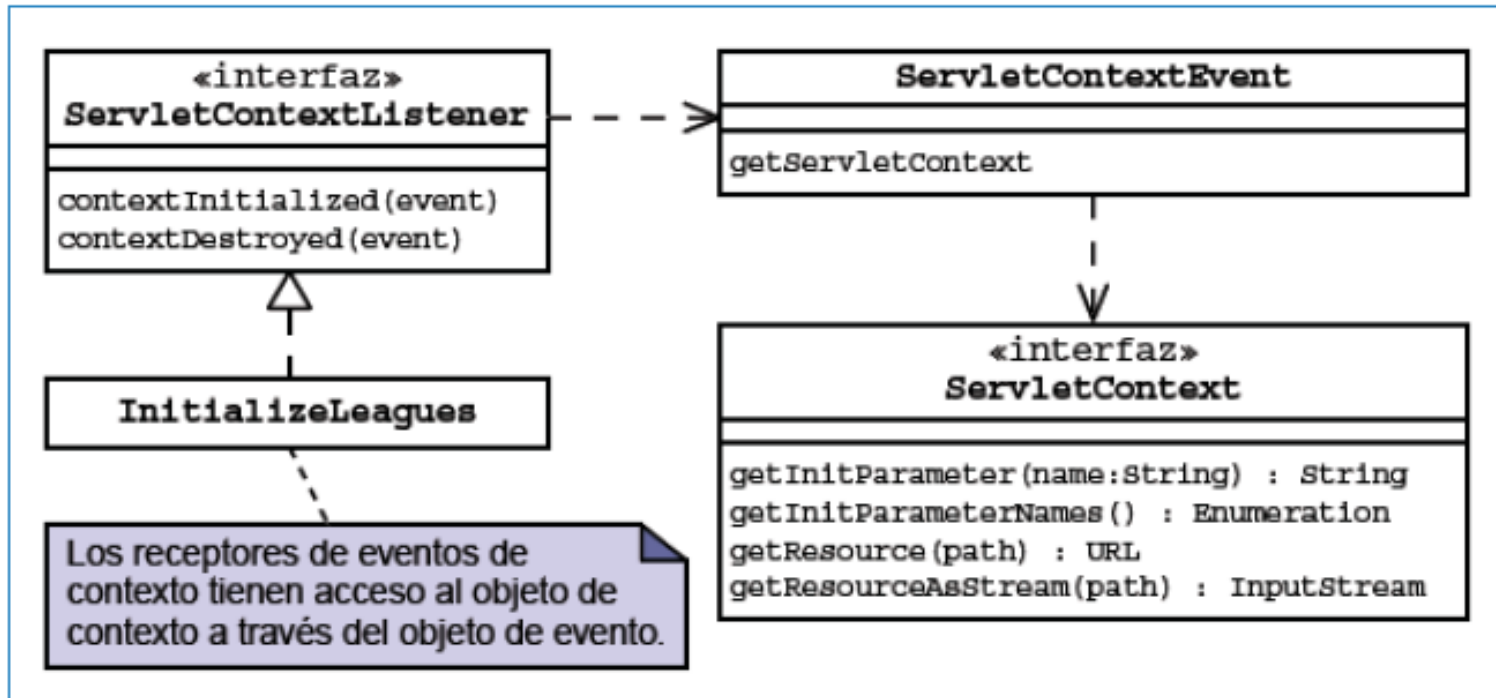 «interfaz»
ServletContextListener
contextInitialized(event)
contextDestroyed(event)
InitializeLeagues
Los receptores de eventos de
contexto tienen acceso al objeto de
contexto a través del objeto de evento.
ServletContextEvent
getServletContext
«interfaz»
ServletContext
getInitParameter(name:String) : String
getInitParameterNames() : Enumeration
getResource(path) : URL
getResourceAsStream(path) : InputStream